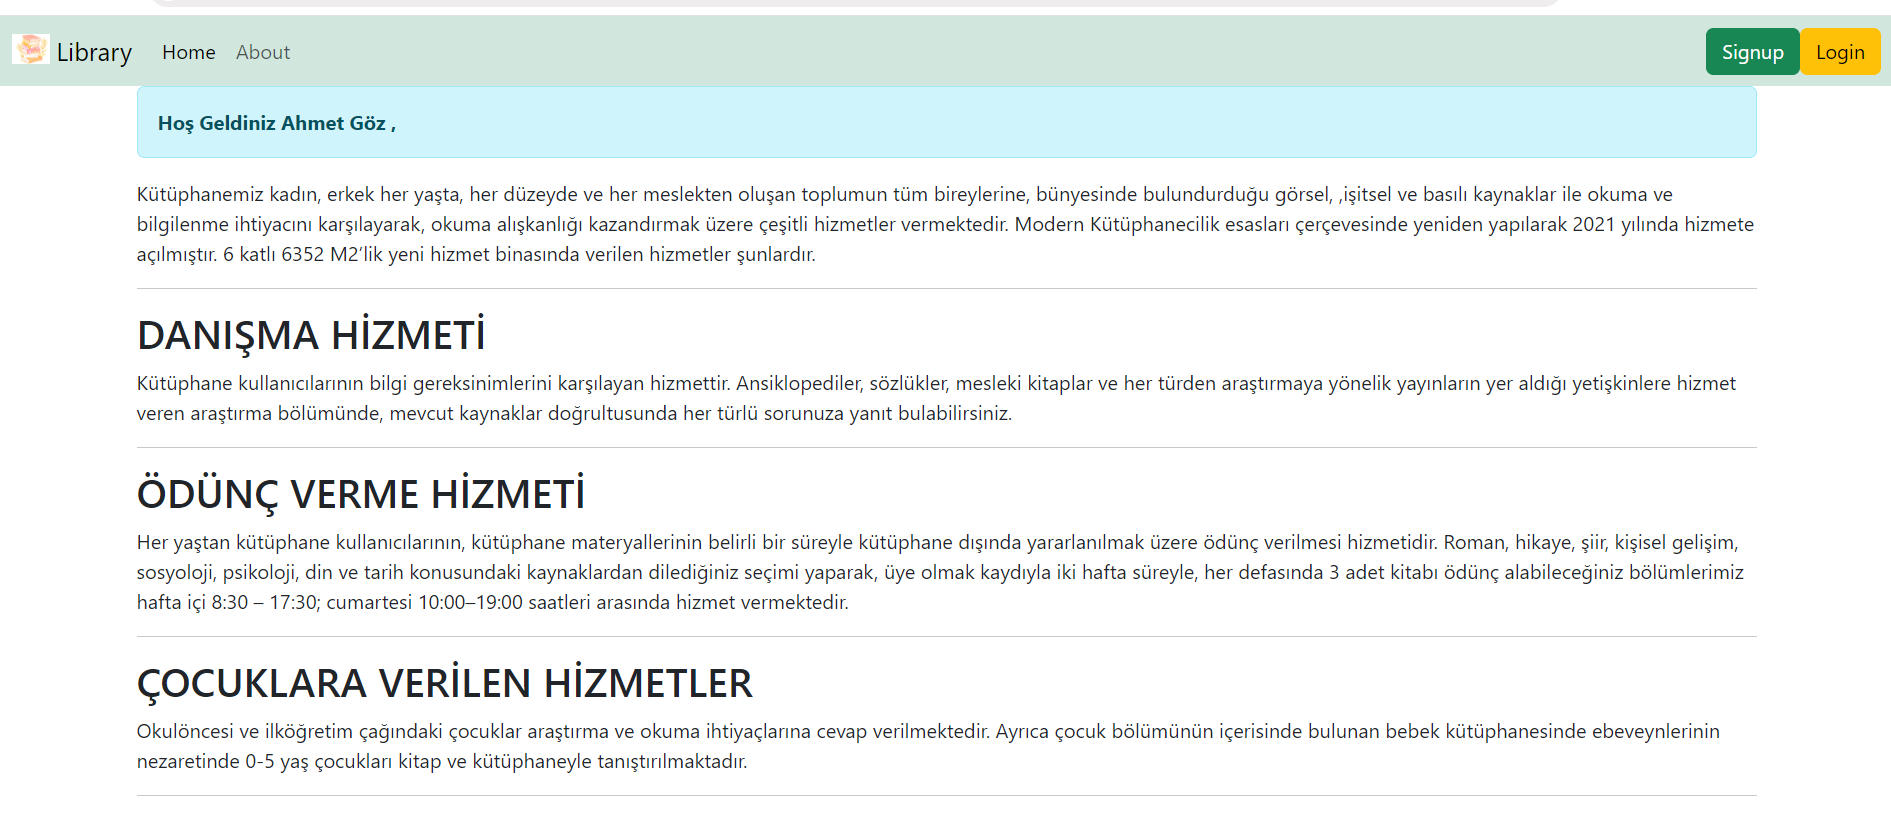 Library Home About Signup Login
Hoş Geldiniz Ahmet Göz ,
Kütüphanemiz kadın, erkek her yaşta, her düzeyde ve her meslekten oluşan toplumun tüm bireylerine, bünyesinde bulundurduğu görsel, ,işitsel ve basılı kaynaklar ile okuma ve
bilgilenme ihtiyacını karşılayarak, okuma alışkanlığı kazandırmak üzere çeşitli hizmetler vermektedir. Modern Kütüphanecilik esasları çerçevesinde yeniden yapılarak 2021 yılında hizmete
açılmıştır. 6 katlı 6352 M2’lik yeni hizmet binasında verilen hizmetler şunlardır.
DANIŞMA HİZMETİ
Kütüphane kullanıcılarının bilgi gereksinimlerini karşılayan hizmettir. Ansiklopediler, sözlükler, mesleki kitaplar ve her türden araştırmaya yönelik yayınların yer aldığı yetişkinlere hizmet
veren araştırma bölümünde, mevcut kaynaklar doğrultusunda her türlü sorunuza yanıt bulabilirsiniz.
ÖDÜNÇ VERME HİZMETİ
Her yaştan kütüphane kullanıcılarının, kütüphane materyallerinin belirli bir süreyle kütüphane dışında yararlanılmak üzere ödünç verilmesi hizmetidir. Roman, hikaye, şiir, kişisel gelişim,
sosyoloji, psikoloji, din ve tarih konusundaki kaynaklardan dilediğiniz seçimi yaparak, üye olmak kaydıyla iki hafta süreyle, her defasında 3 adet kitabı ödünç alabileceğiniz bölümlerimiz
hafta içi 8:30 – 17:30; cumartesi 10:00–19:00 saatleri arasında hizmet vermektedir.
ÇOCUKLARA VERİLEN HİZMETLER
Okulöncesi ve ilköğretim çağındaki çocuklar araştırma ve okuma ihtiyaçlarına cevap verilmektedir. Ayrıca çocuk bölümünün içerisinde bulunan bebek kütüphanesinde ebeveynlerinin
nezaretinde 0-5 yaş çocukları kitap ve kütüphaneyle tanıştırılmaktadır.